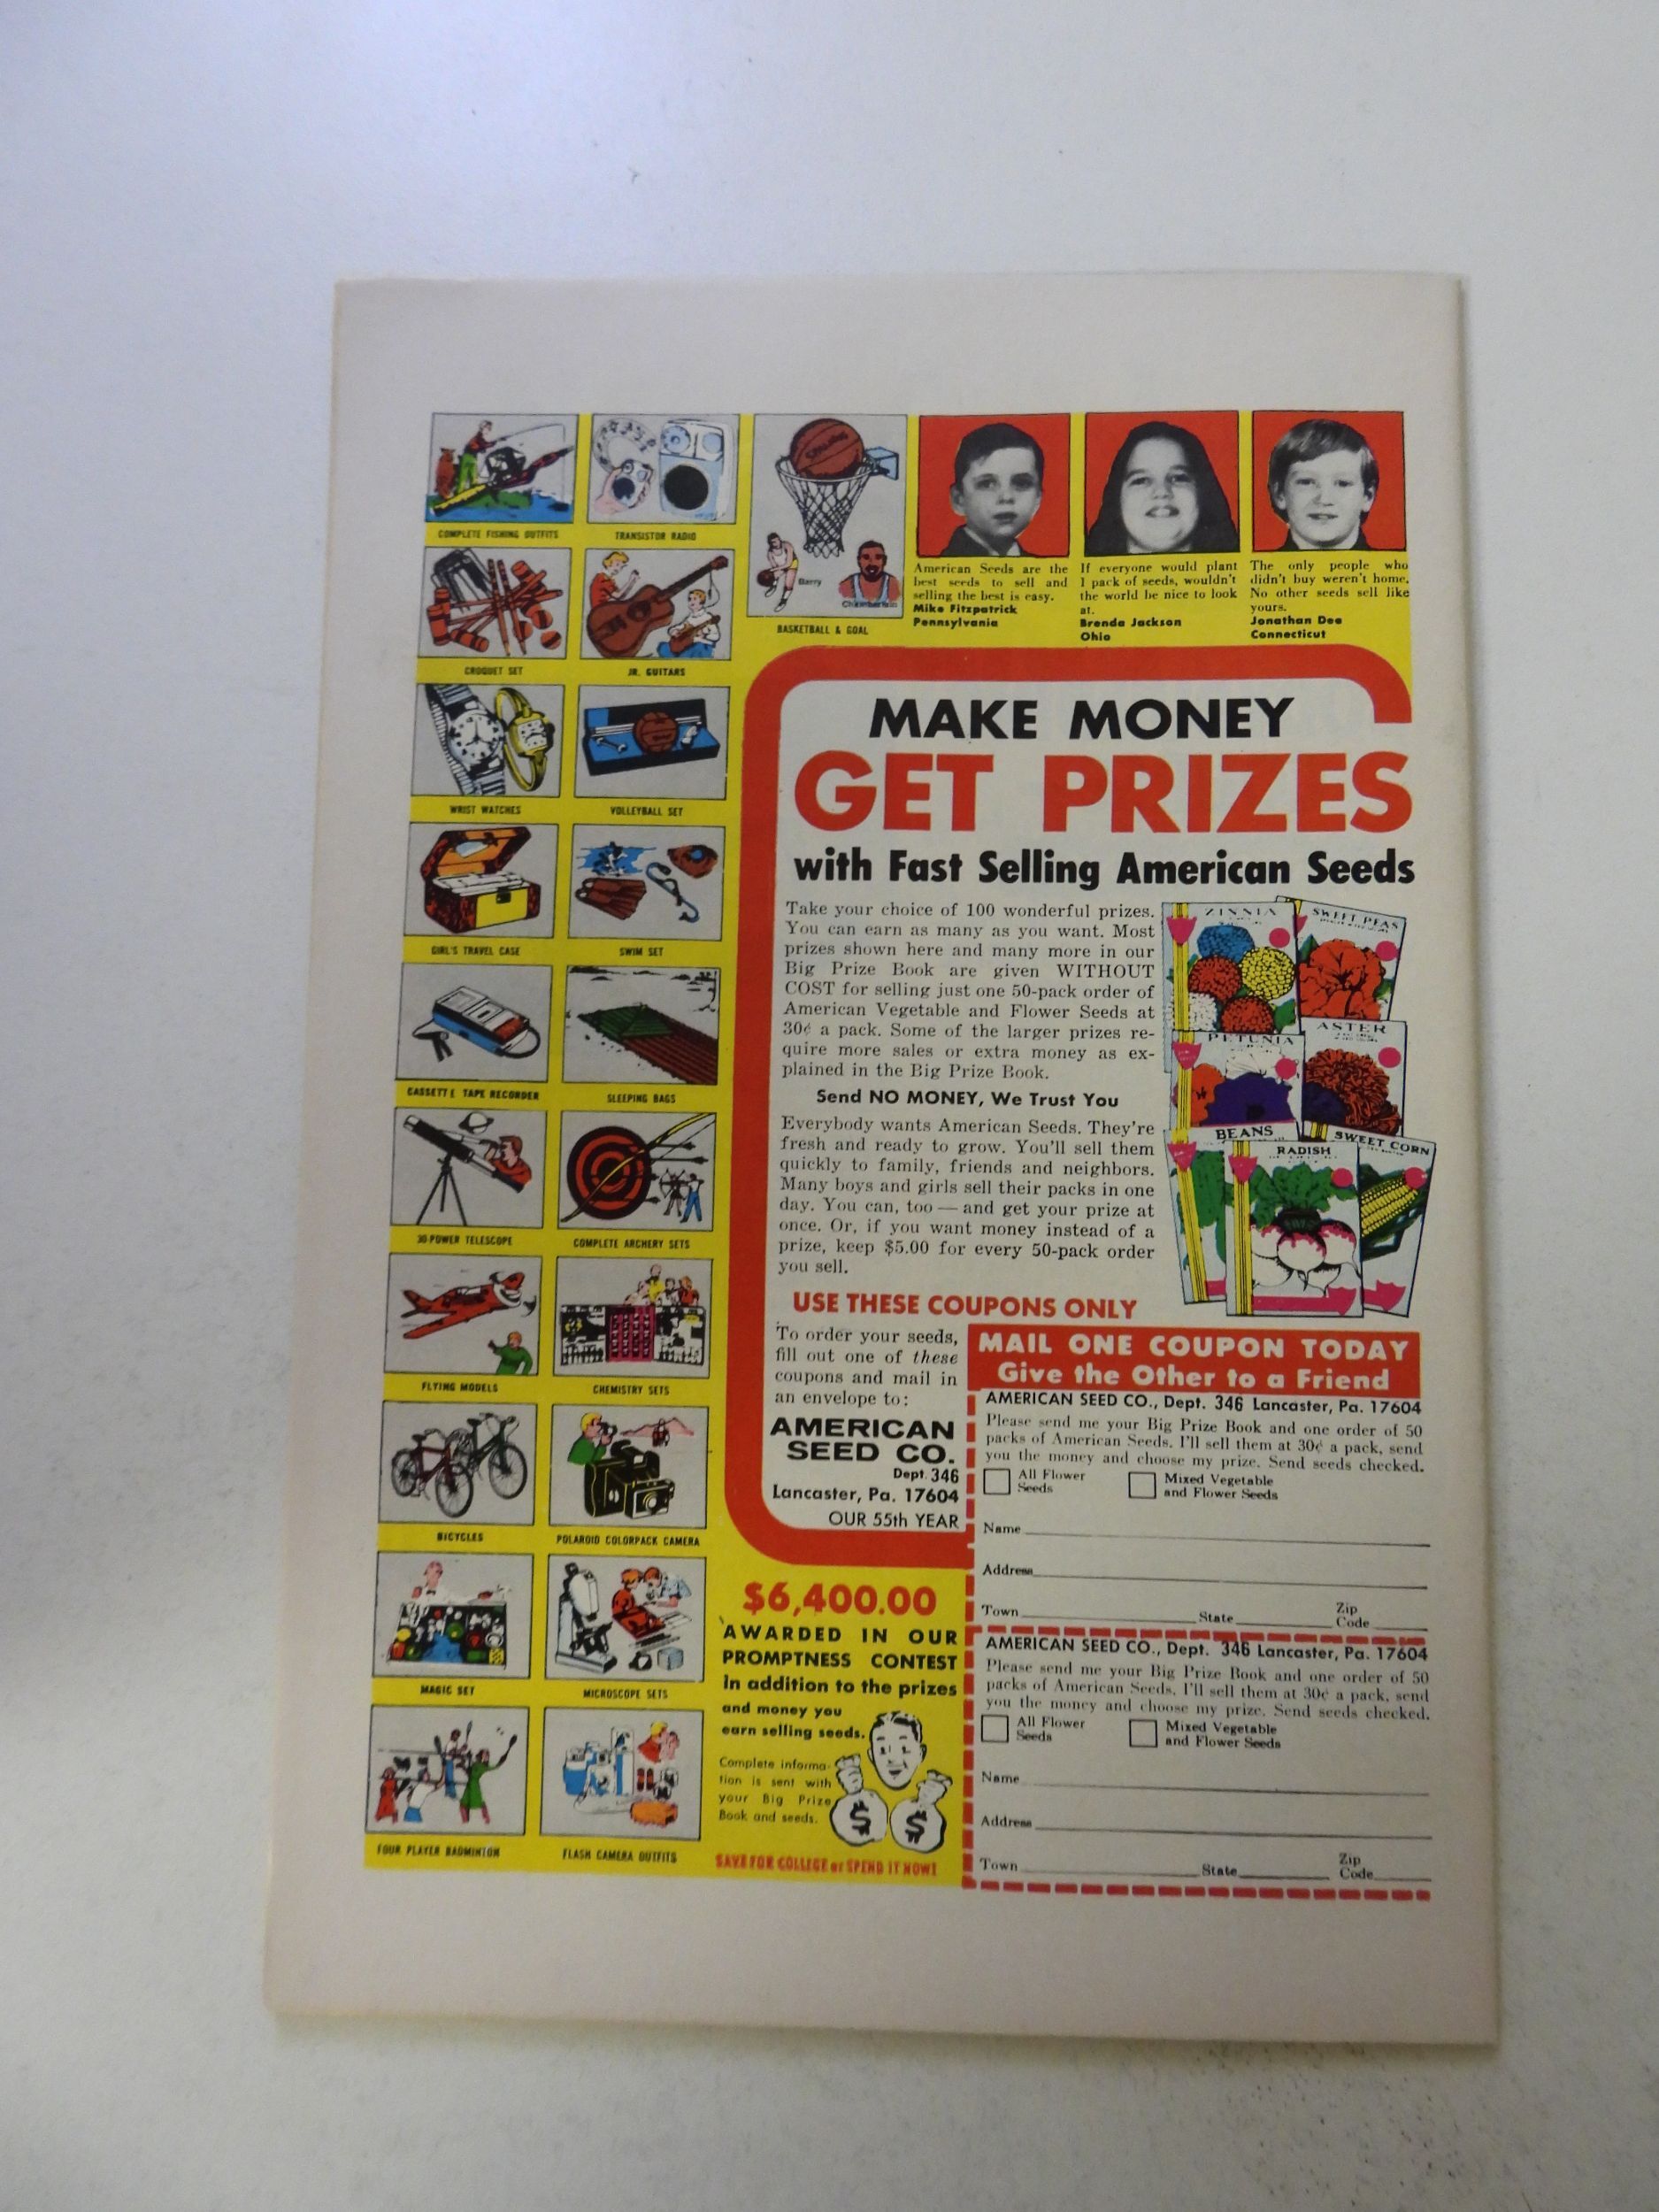 COMPLETE FISHING OUTFITS
TRANSISTOR RADIO
CROQUET SET
JR. GUITARS
WRIST WATCHES
VOLLEYBALL SET
GIRL'S TRAVEL CASE
SWIM SET
CASSETTE TAPE RECORDER
SLEEPING BAGS
30-POWER TELESCOPE
COMPLETE ARCHERY SETS
FLYING MODELS
CHEMISTRY SETS
BICYCLES
POLAROID COLORPACK CAMERA
MAGIC SET
MICROSCOPE SETS
FOUR PLAYER BADMINTON
FLASH CAMERA OUTFITS
Spalding
Barry
Chamberlain
BASKETBALL & GOAL
American Seeds are the
best seeds to sell and
selling the best is easy.
Mike Fitzpatrick
Pennsylvania
If everyone would plant
1 pack of seeds, wouldn't
the world be nice to look
at.
Brenda Jackson
Ohio
The only people who
didn't buy weren't home.
No other seeds sell like
yours.
Jonathan Dee
Connecticut
MAKE MONEY
GET PRIZES
with Fast Selling American Seeds
Take your choice of 100 wonderful prizes.
You can earn as many as you want. Most
prizes shown here and many more in our
Big Prize Book are given WITHOUT
COST for selling just one 50-pack order of
American Vegetable and Flower Seeds at
30¢ a pack. Some of the larger prizes re-
quire more sales or extra money as ex-
plained in the Big Prize Book.
Send NO MONEY, We Trust You
Everybody wants American Seeds. They're
fresh and ready to grow. You'll sell them
quickly to family, friends and neighbors.
Many boys and girls sell their packs in one
day. You can, too — and get your prize at
once. Or, if you want money instead of a
prize, keep $5.00 for every 50-pack order
you sell.
ZINNIA
SWEET PEAS
PETUNIA
ASTER
BEANS
RADISH
SWEET CORN
USE THESE COUPONS ONLY
To order your seeds,
fill out one of these
coupons and mail in
an envelope to:
AMERICAN
SEED CO.
Dept. 346
Lancaster, Pa. 17604
OUR 55th YEAR
MAIL ONE COUPON TODAY
Give the Other to a Friend
AMERICAN SEED CO., Dept. 346 Lancaster, Pa. 17604
Please send me your Big Prize Book and one order of 50
packs of American Seeds. I'll sell them at 30¢ a pack, send
you the money and choose my prize. Send seeds checked.
All Flower
Seeds
Mixed Vegetable
and Flower Seeds
Name
Address
Town State Zip
Code
AMERICAN SEED CO., Dept. 346 Lancaster, Pa. 17604
Please send me your Big Prize Book and one order of 50
packs of American Seeds. I'll sell them at 30¢ a pack, send
you the money and choose my prize. Send seeds checked.
All Flower
Seeds
Mixed Vegetable
and Flower Seeds
Name
Address
Town State Zip
Code
$6,400.00
AWARDED IN OUR
PROMPTNESS CONTEST
in addition to the prizes
and money you
earn selling seeds.
Complete informa-
tion is sent with
your Big Prize
Book and seeds.
$ $
SAVE FOR COLLEGE or SPEND IT NOW!